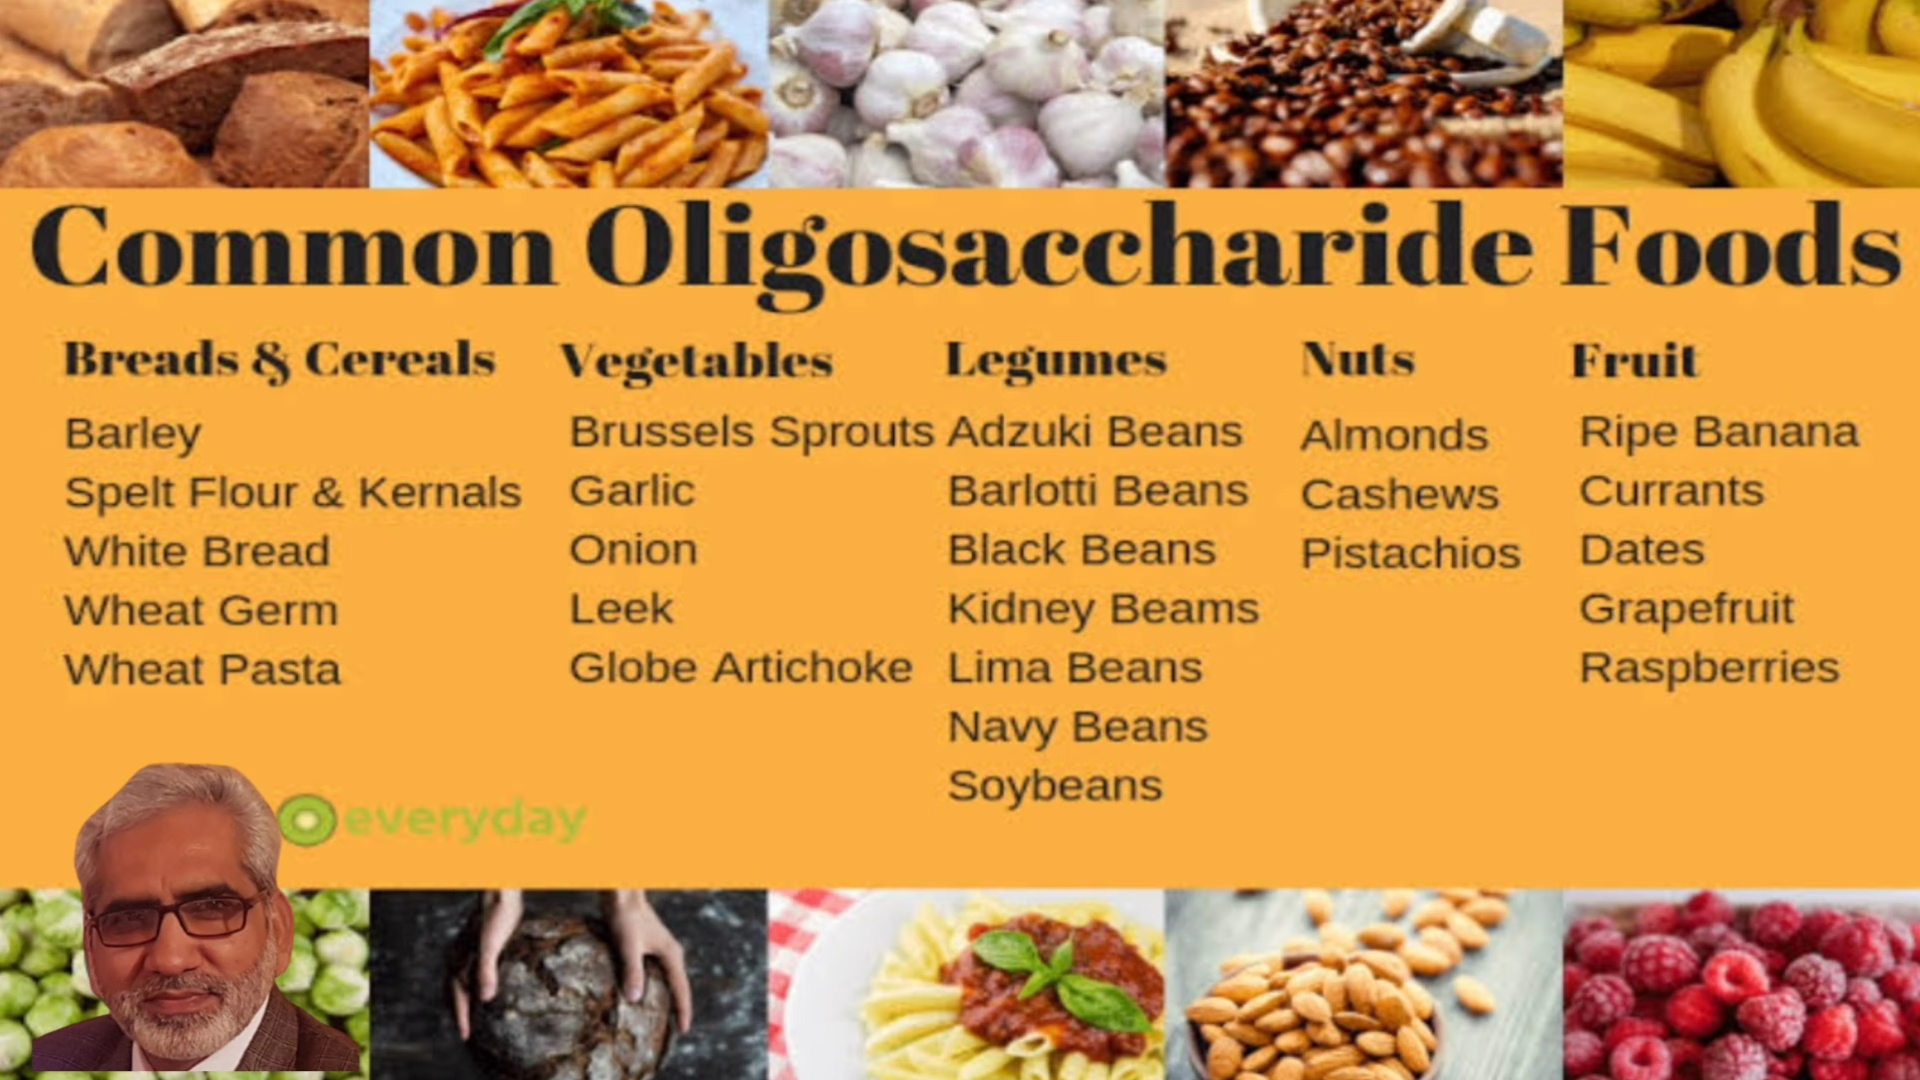 Common Oligosaccharide Foods
Breads & Cereals
Barley
Spelt Flour & Kernals
White Bread
Wheat Germ
Wheat Pasta
Vegetables
Brussels Sprouts
Garlic
Onion
Leek
Globe Artichoke
Legumes
Adzuki Beans
Barlotti Beans
Black Beans
Kidney Beams
Lima Beans
Navy Beans
Soybeans
Nuts
Almonds
Cashews
Pistachios
Fruit
Ripe Banana
Currants
Dates
Grapefruit
Raspberries
everyday